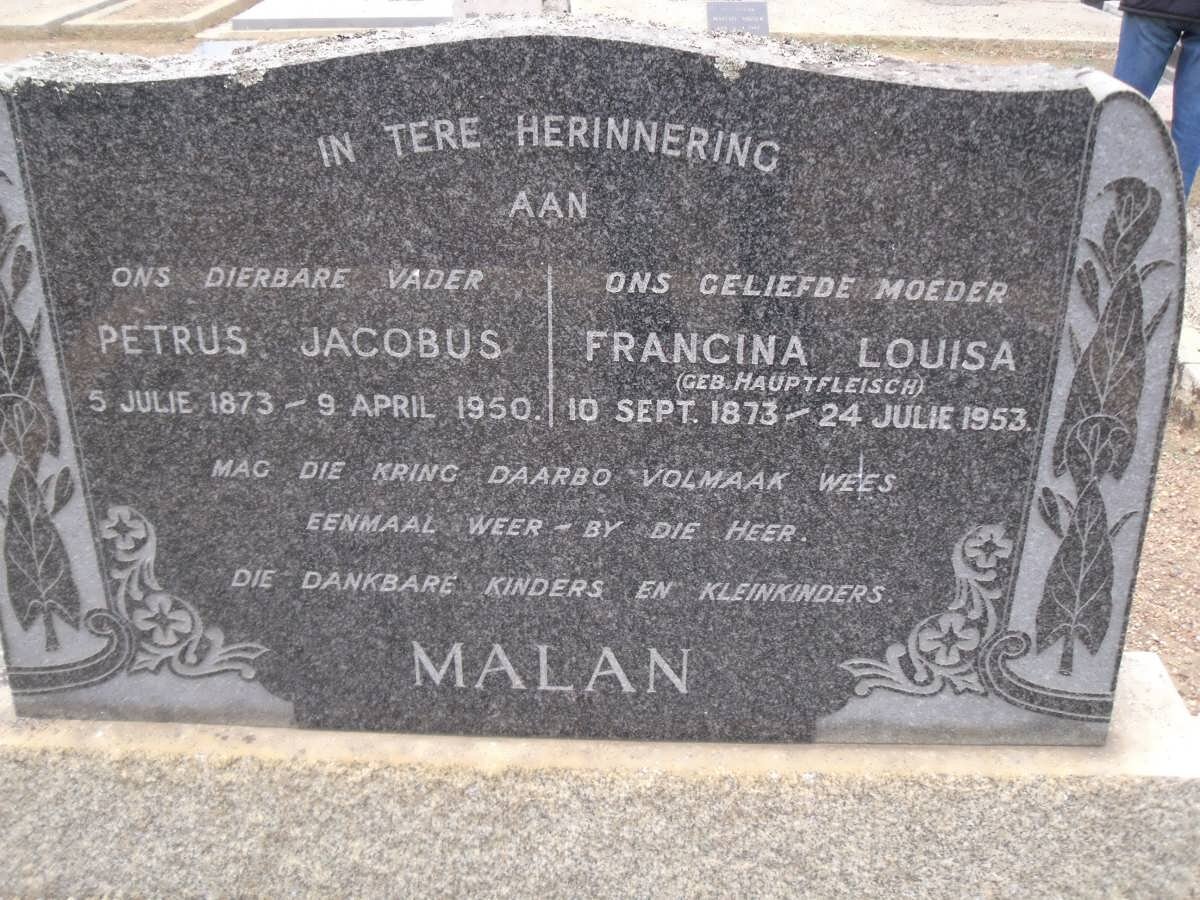 IN TERE HERINNERING
AAN
ONS DIERBARE VADER
PETRUS JACOBUS
5 JULIE 1873 – 9 APRIL 1950.
ONS GELIEFDE MOEDER
FRANCINA LOUISA
(GEB. HAUPTFLEISCH)
10 SEPT. 1873 – 24 JULIE 1953.
MAG DIE KRING DAARBO VOLMAAK WEES
EENMAAL WEER – BY DIE HEER.
DIE DANKBARE KINDERS EN KLEINKINDERS.
MALAN